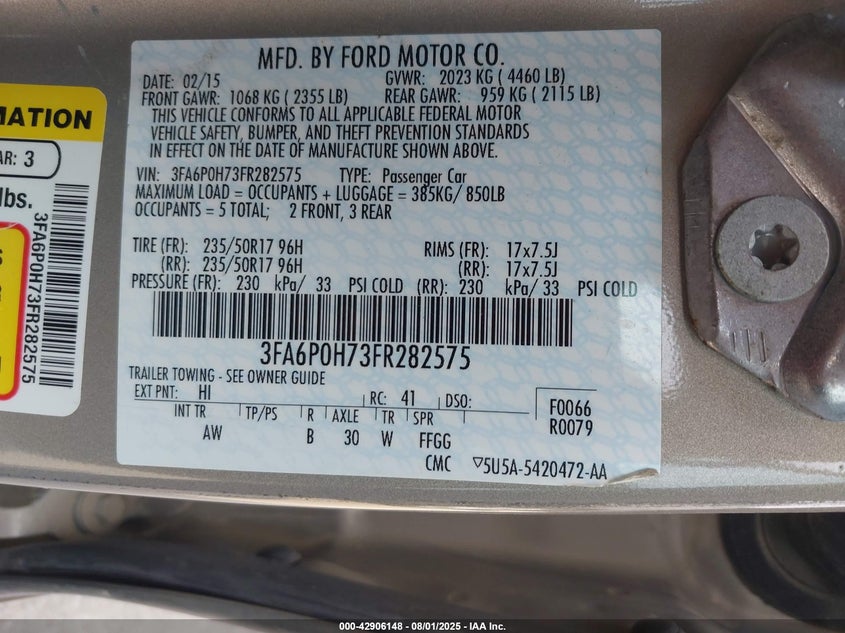 MATION
AR: 3
lbs.
3FA6P0H73FR282575
MFD. BY FORD MOTOR CO.
DATE: 02/15 GVWR: 2023 KG ( 4460 LB)
FRONT GAWR: 1068 KG ( 2355 LB) REAR GAWR: 959 KG ( 2115 LB)
THIS VEHICLE CONFORMS TO ALL APPLICABLE FEDERAL MOTOR
VEHICLE SAFETY, BUMPER, AND THEFT PREVENTION STANDARDS
IN EFFECT ON THE DATE OF MANUFACTURE SHOWN ABOVE.
VIN: 3FA6P0H73FR282575 TYPE: Passenger Car
MAXIMUM LOAD = OCCUPANTS + LUGGAGE = 385KG/ 850LB
OCCUPANTS = 5 TOTAL; 2 FRONT, 3 REAR
TIRE (FR): 235/50R17 96H RIMS (FR): 17x7.5J
(RR): 235/50R17 96H (RR): 17x7.5J
PRESSURE (FR): 230 kPa/ 33 PSI COLD (RR): 230 kPa/ 33 PSI COLD
3FA6P0H73FR282575
TRAILER TOWING - SEE OWNER GUIDE
EXT PNT: HI RC: 41 DSO:
INT TR TP/PS R AXLE TR SPR
AW B 30 W FFGG
F0066
R0079
CMC ▽5U5A-5420472-AA
000-42906148 - 08/01/2025 - IAA Inc.